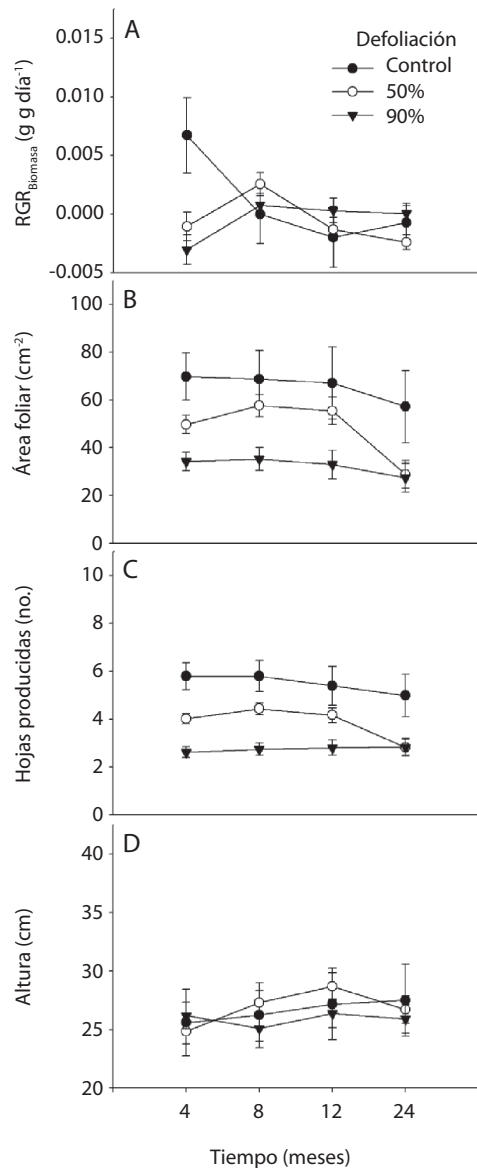 A
Defoliación
Control
50%
90%
RGR Biomasa (g g día-1)
0.015
0.010
0.005
0.000
-0.005
B
Área foliar (cm-2)
100
80
60
40
20
0
C
Hojas producidas (no.)
10
8
6
4
2
0
D
Altura (cm)
40
35
30
25
20
4 8 12 24
Tiempo (meses)